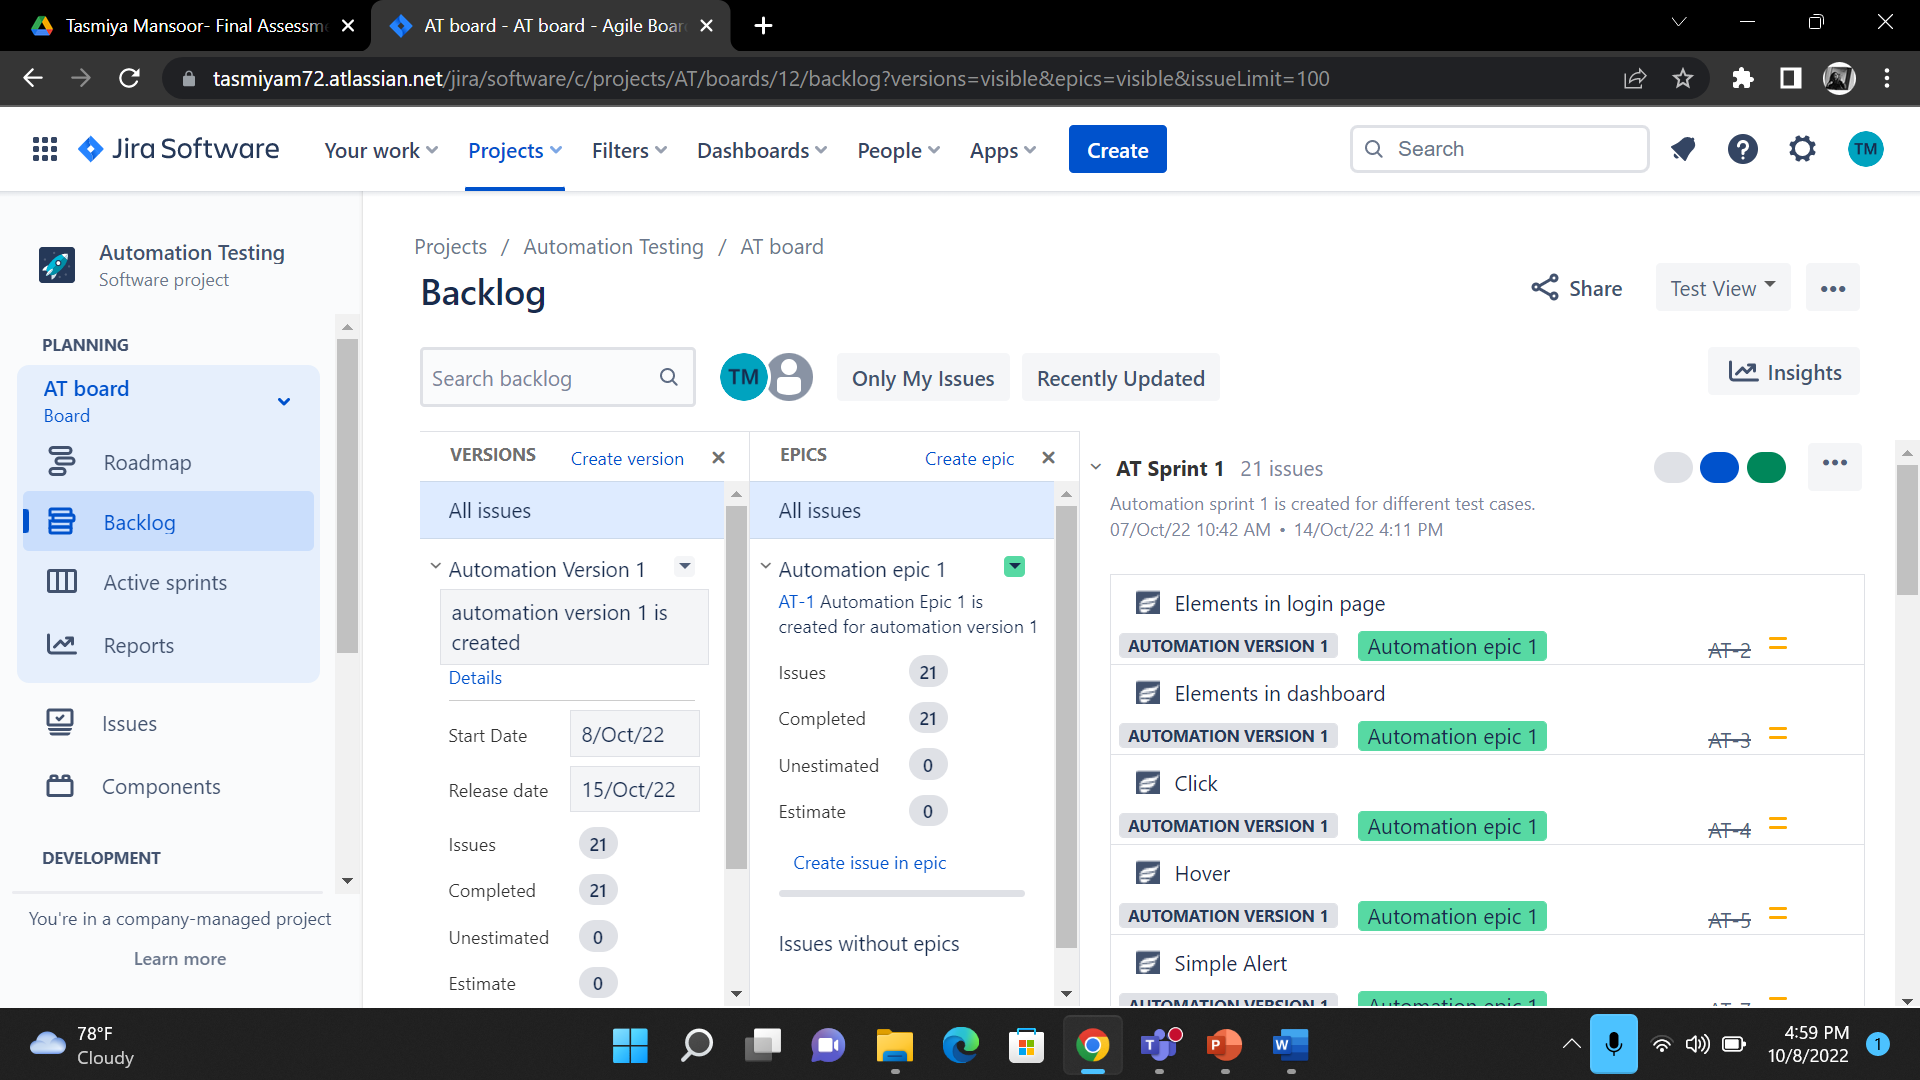 Tasmiya Mansoor- Final Assessme
AT board - AT board - Agile Boar
tasmiyam72.atlassian.net/jira/software/c/projects/AT/boards/12/backlog?versions=visible&epics=visible&issueLimit=100
Jira Software
Your work
Projects
Filters
Dashboards
People
Apps
Create
Search
TM
Automation Testing
Software project
PLANNING
AT board
Board
Roadmap
Backlog
Active sprints
Reports
Issues
Components
DEVELOPMENT
You're in a company-managed project
Learn more
Projects / Automation Testing / AT board
Backlog
Share
Test View
Search backlog
TM
Only My Issues
Recently Updated
Insights
VERSIONS
Create version
All issues
Automation Version 1
automation version 1 is
created
Details
Start Date 8/Oct/22
Release date 15/Oct/22
Issues 21
Completed 21
Unestimated 0
Estimate 0
EPICS
Create epic
All issues
Automation epic 1
AT-1 Automation Epic 1 is
created for automation version 1
Issues 21
Completed 21
Unestimated 0
Estimate 0
Create issue in epic
Issues without epics
AT Sprint 1 21 issues
Automation sprint 1 is created for different test cases.
07/Oct/22 10:42 AM • 14/Oct/22 4:11 PM
Elements in login page
AUTOMATION VERSION 1 Automation epic 1 AT-2
Elements in dashboard
AUTOMATION VERSION 1 Automation epic 1 AT-3
Click
AUTOMATION VERSION 1 Automation epic 1 AT-4
Hover
AUTOMATION VERSION 1 Automation epic 1 AT-5
Simple Alert
AUTOMATION VERSION 1 Automation epic 1 AT-7
78°F
Cloudy
4:59 PM
10/8/2022
1